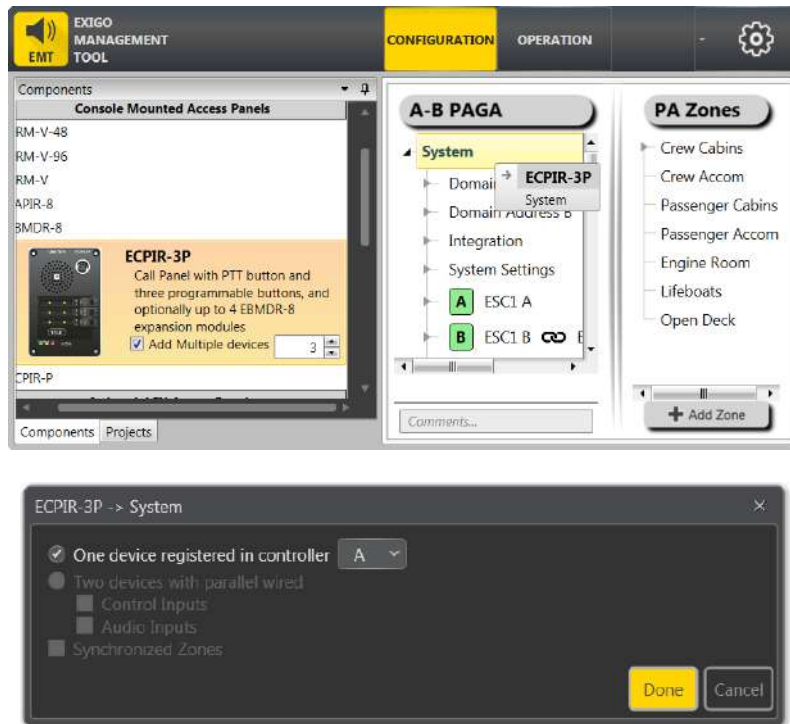 EXIGO
MANAGEMENT
TOOL
EMT
CONFIGURATION
OPERATION
-
Components
Console Mounted Access Panels
RM-V-48
RM-V-96
RM-V
APIR-8
BMDR-8
ECPIR-3P
Call Panel with PTT button and
three programmable buttons, and
optionally up to 4 EBMDR-8
expansion modules
Add Multiple devices 3
CPIR-P
Components Projects
A-B PAGA
System
Domai
ECPIR-3P
System
Domain Address B
Integration
System Settings
A ESC1 A
B ESC1 B E
Comments...
PA Zones
Crew Cabins
Crew Accom
Passenger Cabins
Passenger Accom
Engine Room
Lifeboats
Open Deck
+ Add Zone
ECPIR-3P -> System
One device registered in controller A
Two devices with parallel wired
Control Inputs
Audio Inputs
Synchronized Zones
Done Cancel